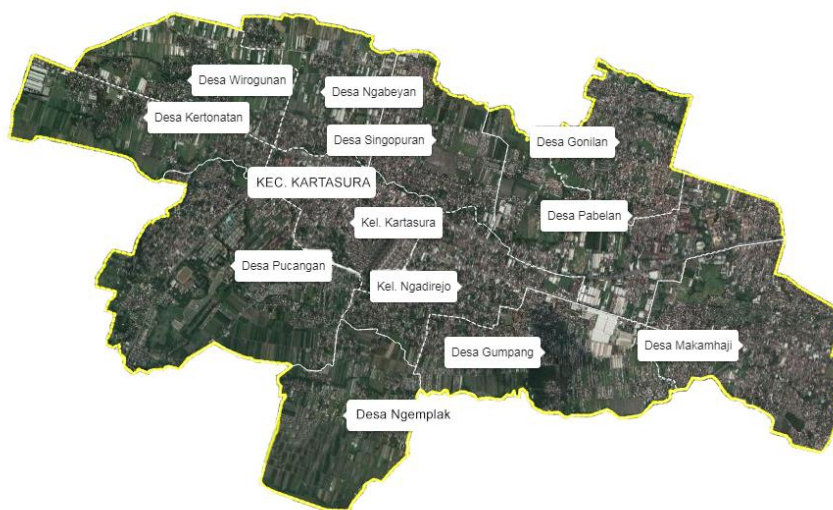 Desa Wirogunan
Desa Ngabeyan
Desa Kertonatan
Desa Singopuran
Desa Gonilan
KEC. KARTASURA
Kel. Kartasura
Desa Pabelan
Desa Pucangan
Kel. Ngadirejo
Desa Gumpang
Desa Makamhaji
Desa Ngemplak